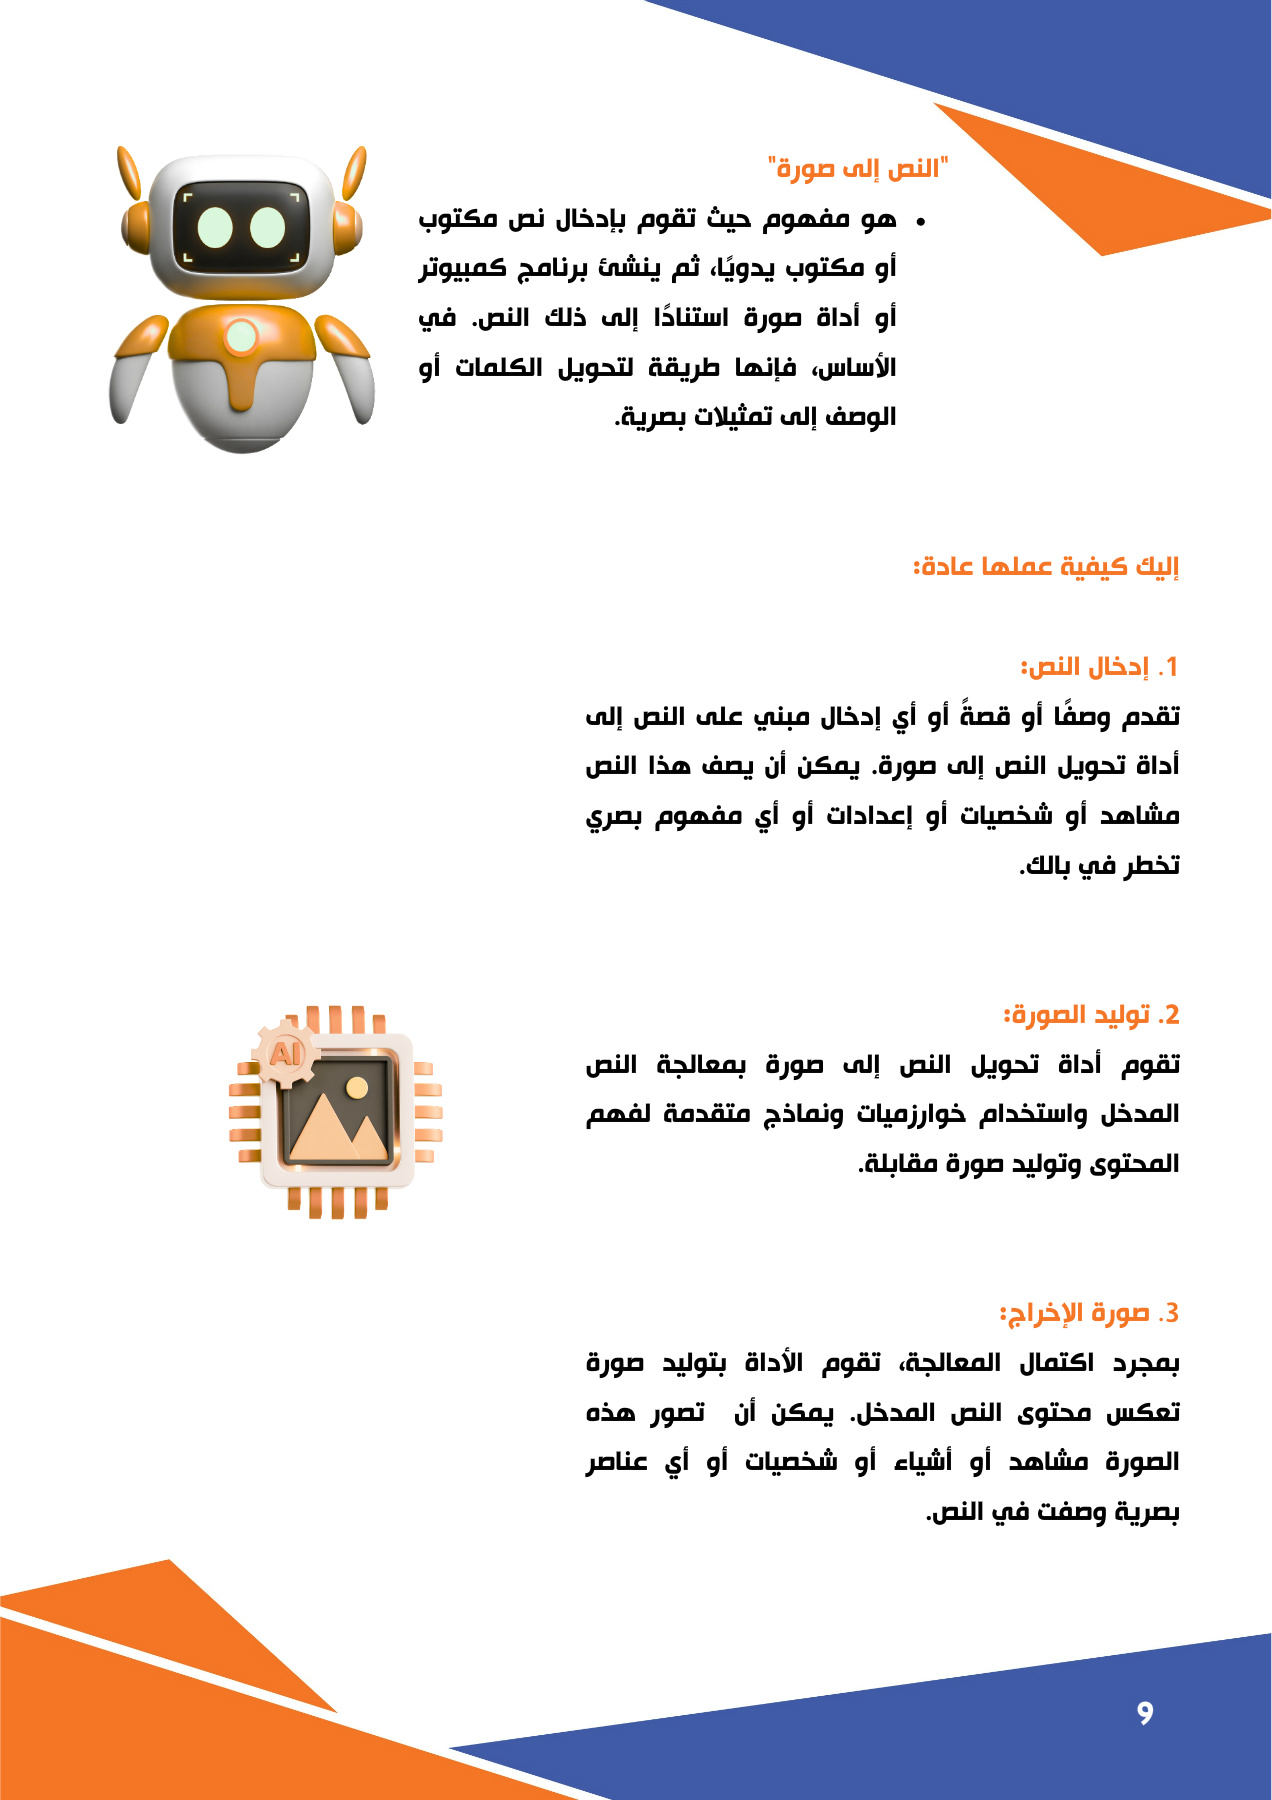 "النص إلى صورة"
• هو مفهوم حيث تقوم بإدخال نص مكتوب
أو مكتوب يدويًا، ثم ينشئ برنامج كمبيوتر
أو أداة صورة استنادًا إلى ذلك النص. في
الأساس، فإنها طريقة لتحويل الكلمات أو
الوصف إلى تمثيلات بصرية.
إليك كيفية عملها عادة:
1. إدخال النص:
تقدم وصفًا أو قصةً أو أي إدخال مبني على النص إلى
أداة تحويل النص إلى صورة. يمكن أن يصف هذا النص
مشاهد أو شخصيات أو إعدادات أو أي مفهوم بصري
تخطر في بالك.
2. توليد الصورة:
تقوم أداة تحويل النص إلى صورة بمعالجة النص
المدخل واستخدام خوارزميات ونماذج متقدمة لفهم
المحتوى وتوليد صورة مقابلة.
AI
3. صورة الإخراج:
بمجرد اكتمال المعالجة، تقوم الأداة بتوليد صورة
تعكس محتوى النص المدخل. يمكن أن تصور هذه
الصورة مشاهد أو أشياء أو شخصيات أو أي عناصر
بصرية وصفت في النص.
9